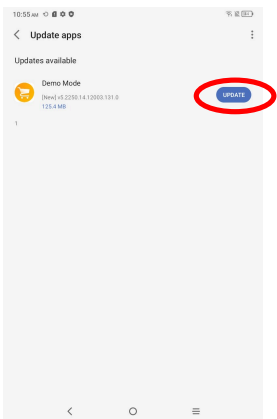 10:55 AM
Update apps
Updates available
Demo Mode
[New] v5.2250.14.12003.131.0
125.4 MB
UPDATE
1